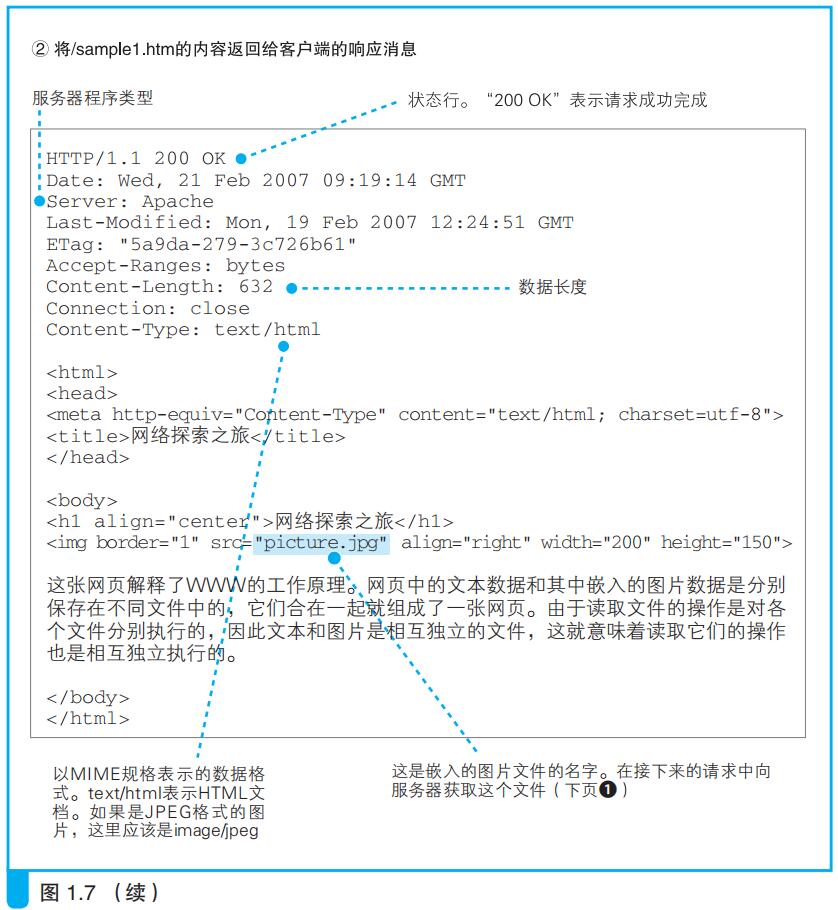 ② 将/sample1.htm的内容返回给客户端的响应消息
服务器程序类型
状态行。“200 OK”表示请求成功完成
HTTP/1.1 200 OK
Date: Wed, 21 Feb 2007 09:19:14 GMT
Server: Apache
Last-Modified: Mon, 19 Feb 2007 12:24:51 GMT
ETag: "5a9da-279-3c726b61"
Accept-Ranges: bytes
Content-Length: 632
数据长度
Connection: close
Content-Type: text/html
<html>
<head>
<meta http-equiv="Content-Type" content="text/html; charset=utf-8">
<title>网络探索之旅</title>
</head>
<body>
<h1 align="center">网络探索之旅</h1>
<img border="1" src="picture.jpg" align="right" width="200" height="150">
这张网页解释了WWW的工作原理。网页中的文本数据和其中嵌入的图片数据是分别
保存在不同文件中的，它们合在一起就组成了一张网页。由于读取文件的操作是对各
个文件分别执行的，因此文本和图片是相互独立的文件，这就意味着读取它们的操作
也是相互独立执行的。
</body>
</html>
以MIME规格表示的数据格
式。text/html表示HTML文
档。如果是JPEG格式的图
片，这里应该是image/jpeg
这是嵌入的图片文件的名字。在接下来的请求中向
服务器获取这个文件（下页❶）
图 1.7 （续）